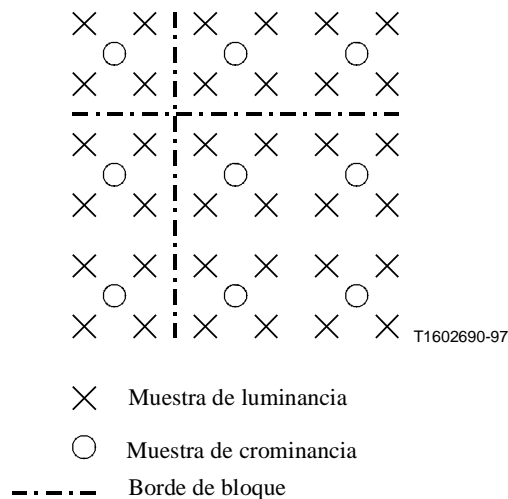 T1602690-97
Muestra de luminancia
Muestra de crominancia
Borde de bloque